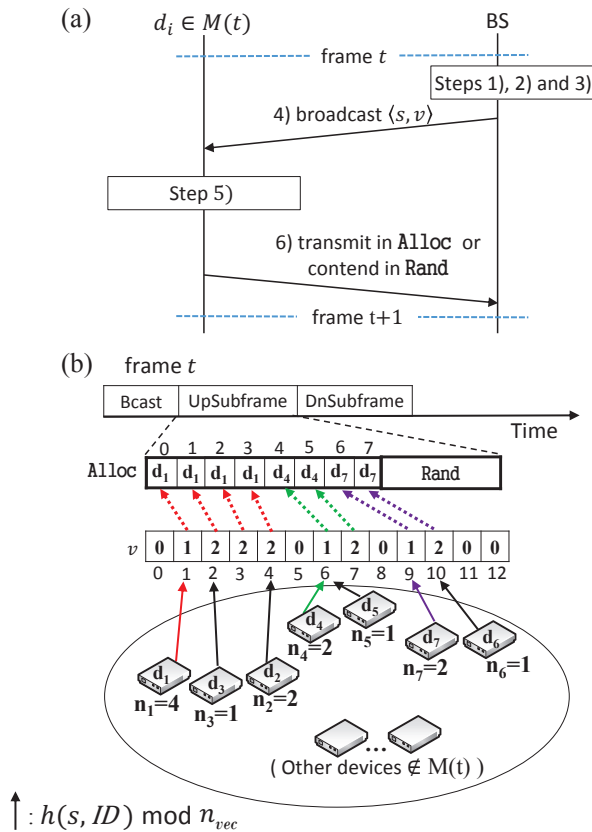 (a)
dᵢ ∈ M(t)
BS
frame t
Steps 1), 2) and 3)
4) broadcast ⟨s, v⟩
Step 5)
6) transmit in Alloc or
contend in Rand
frame t+1
(b)
frame t
Bcast UpSubframe DnSubframe
Time
0 1 2 3 4 5 6 7
Alloc d₁ d₁ d₁ d₁ d₄ d₄ d₇ d₇ Rand
v 0 1 2 2 2 0 1 2 0 1 2 0 0
0 1 2 3 4 5 6 7 8 9 10 11 12
d₄ d₅
n₄=2 n₅=1
d₁ d₃ d₂ d₇ d₆
n₁=4 n₃=1 n₂=2 n₇=2 n₆=1
...
( Other devices ∉ M(t) )
: h(s, ID) mod nᵥₑc